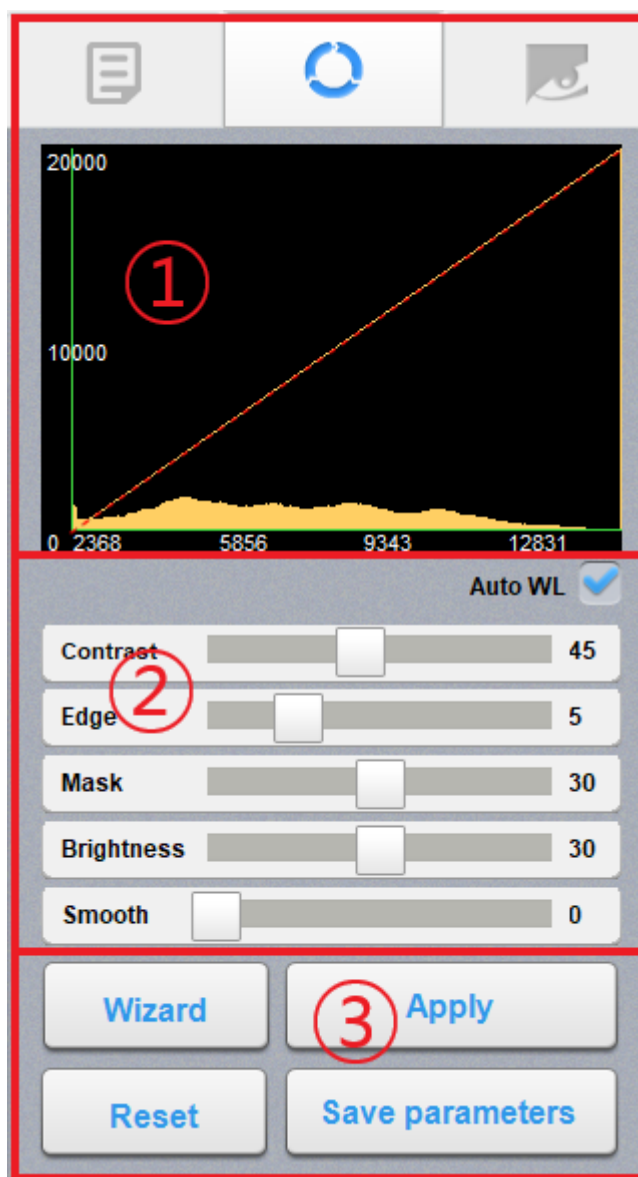 20000
①
10000
0 2368 5856 9343 12831
Auto WL
Contrast 45
②
Edge 5
Mask 30
Brightness 30
Smooth 0
Wizard
③
Apply
Reset
Save parameters